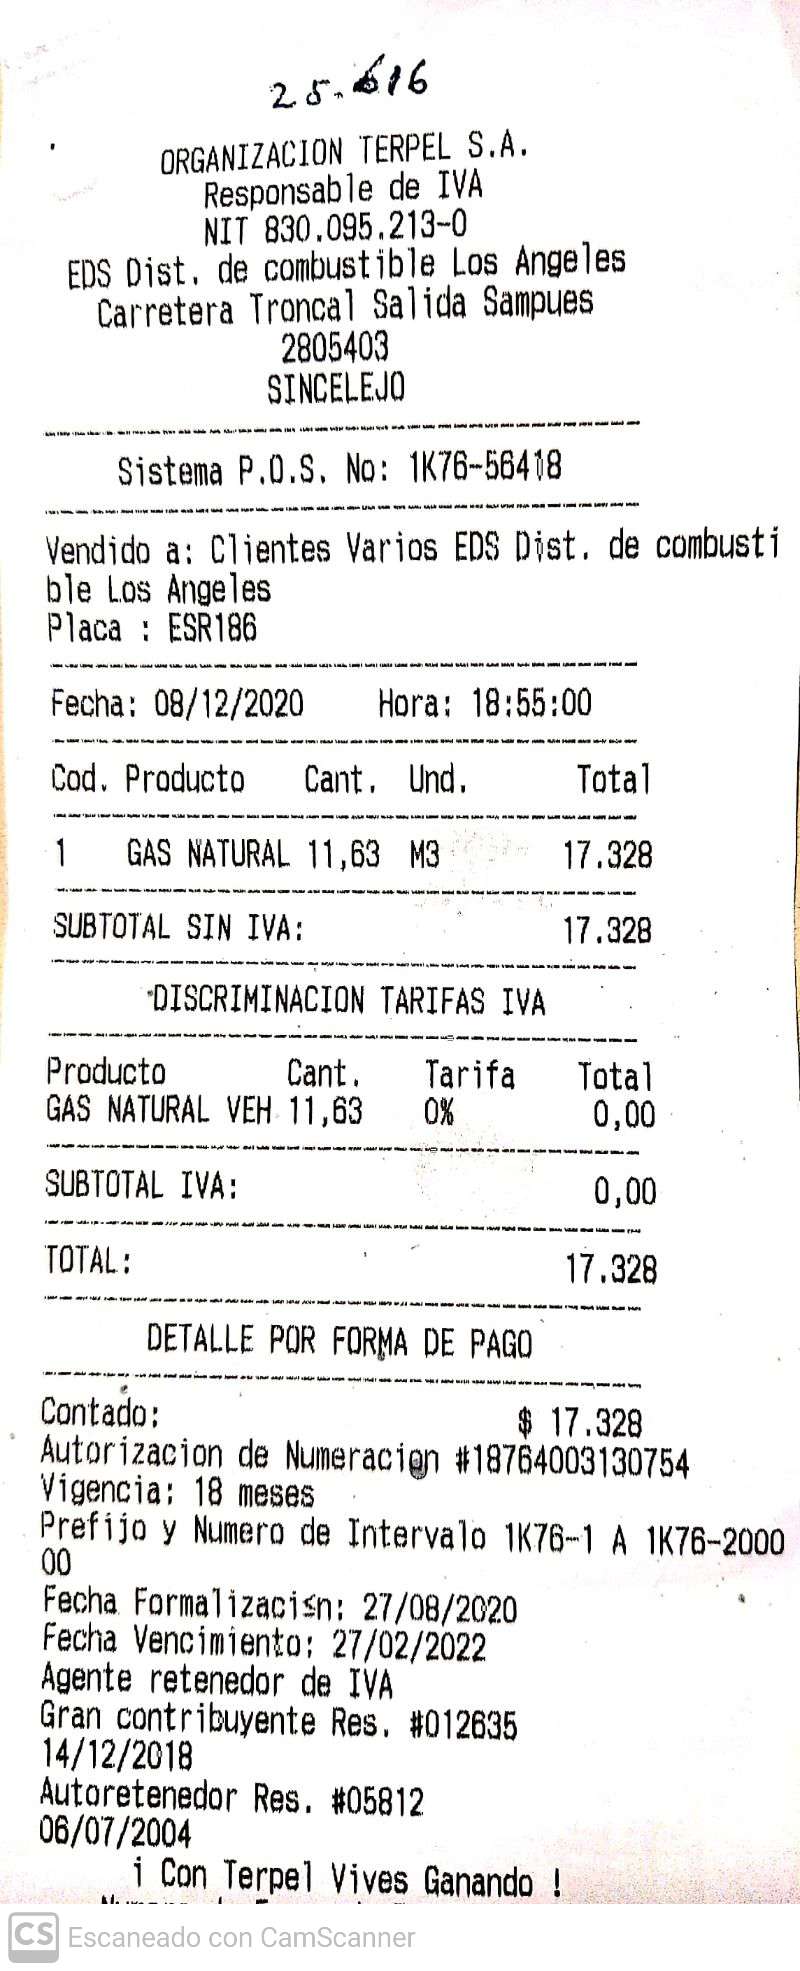 25.616
ORGANIZACION TERPEL S.A.
Responsable de IVA
NIT 830.095.213-0
EDS Dist. de combustible Los Angeles
Carretera Troncal Salida Sampues
2805403
SINCELEJO
Sistema P.O.S. No: 1K76-56418
Vendido a: Clientes Varios EDS Dist. de combusti
ble Los Angeles
Placa : ESR186
Fecha: 08/12/2020 Hora: 18:55:00
Cod. Producto Cant. Und. Total
1 GAS NATURAL 11,63 M3 17.328
SUBTOTAL SIN IVA: 17.328
DISCRIMINACION TARIFAS IVA
Producto Cant. Tarifa Total
GAS NATURAL VEH 11,63 0% 0,00
SUBTOTAL IVA: 0,00
TOTAL: 17.328
DETALLE POR FORMA DE PAGO
Contado: $ 17.328
Autorizacion de Numeracion #18764003130754
Vigencia: 18 meses
Prefijo y Numero de Intervalo 1K76-1 A 1K76-2000
00
Fecha Formalizaci≤n: 27/08/2020
Fecha Vencimiento: 27/02/2022
Agente retenedor de IVA
Gran contribuyente Res. #012635
14/12/2018
Autoretenedor Res. #05812
06/07/2004
¡ Con Terpel Vives Ganando !
CS Escaneado con CamScanner